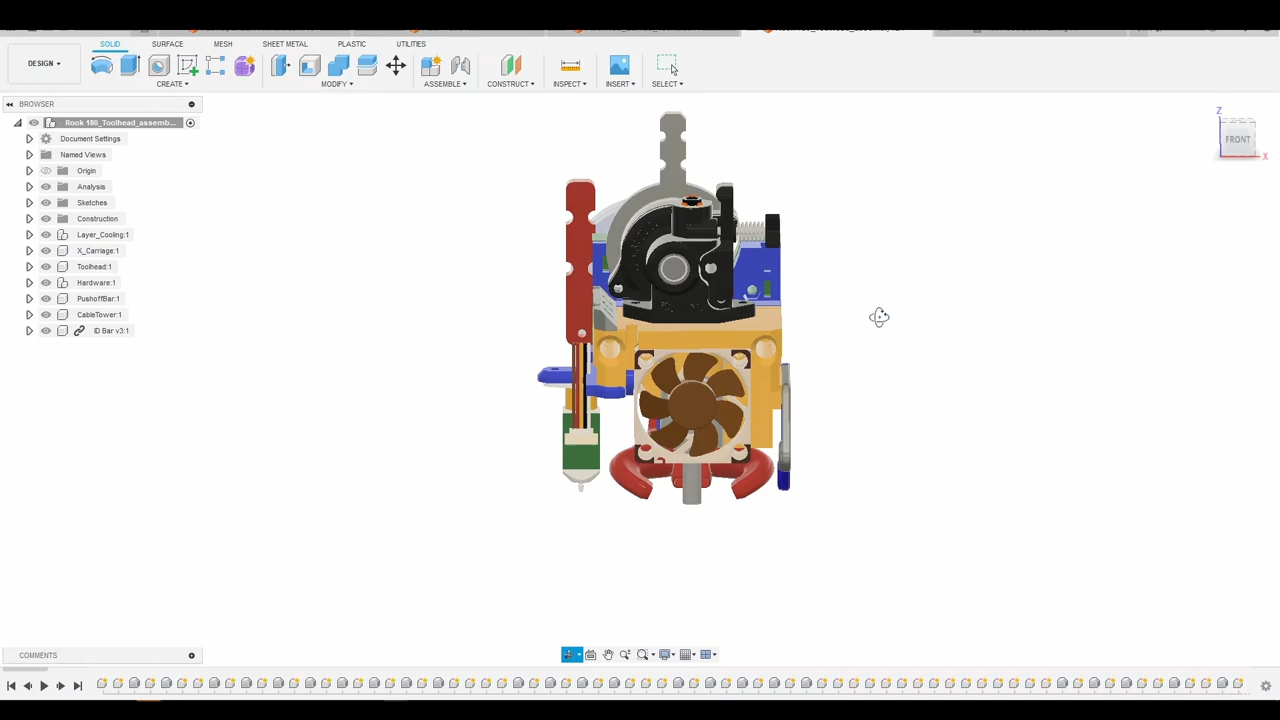 SOLID SURFACE MESH SHEET METAL PLASTIC UTILITIES
DESIGN
CREATE MODIFY ASSEMBLE CONSTRUCT INSPECT INSERT SELECT
BROWSER
Rook 180_Toolhead_assemb...
Document Settings
Named Views
Origin
Analysis
Sketches
Construction
Layer_Cooling:1
X_Carriage:1
Toolhead:1
Hardware:1
PushoffBar:1
CableTower:1
ID Bar v3:1
Z
FRONT
X
COMMENTS